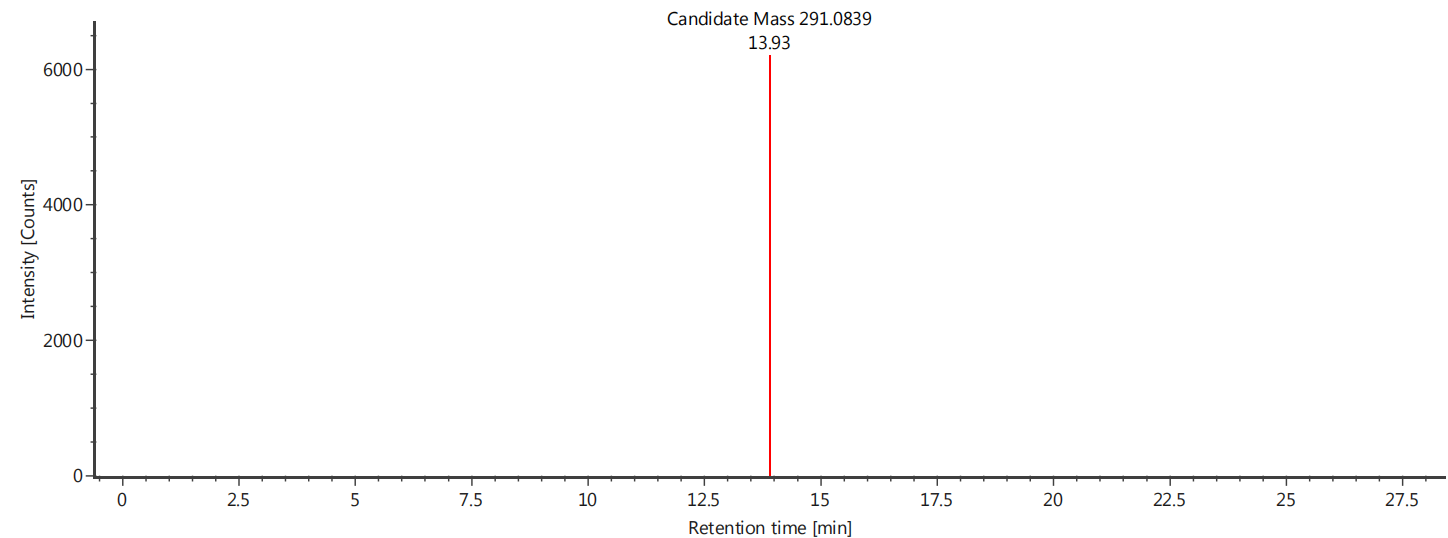 Candidate Mass 291.0839
13.93
6000
4000
2000
0
Intensity [Counts]
0 2.5 5 7.5 10 12.5 15 17.5 20 22.5 25 27.5
Retention time [min]